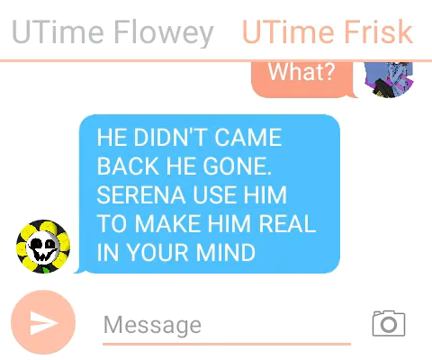 UTime Flowey UTime Frisk
What?
HE DIDN'T CAME
BACK HE GONE.
SERENA USE HIM
TO MAKE HIM REAL
IN YOUR MIND
Message